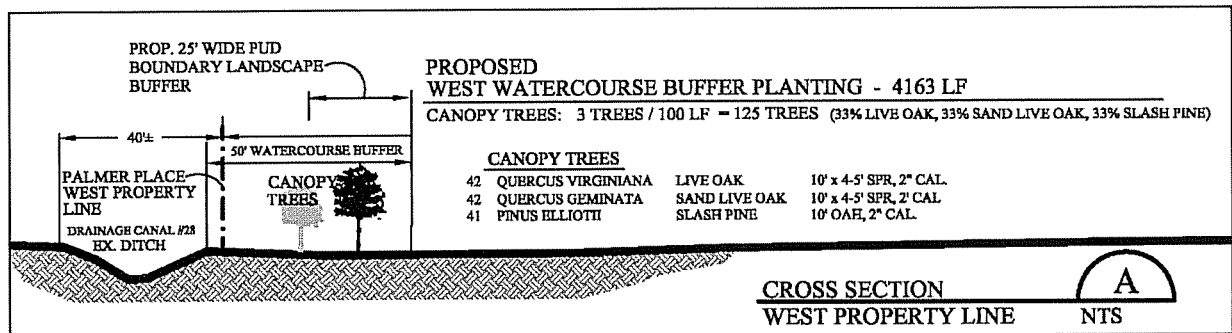 PROP. 25' WIDE PUD
BOUNDARY LANDSCAPE
BUFFER
PROPOSED
WEST WATERCOURSE BUFFER PLANTING - 4163 LF
CANOPY TREES: 3 TREES / 100 LF = 125 TREES (33% LIVE OAK, 33% SAND LIVE OAK, 33% SLASH PINE)
40'±
50' WATERCOURSE BUFFER
PALMER PLACE
WEST PROPERTY
LINE
DRAINAGE CANAL #28
EX. DITCH
CANOPY
TREES
CANOPY TREES
42 QUERCUS VIRGINIANA LIVE OAK 10' x 4-5' SPR, 2" CAL.
42 QUERCUS GEMINATA SAND LIVE OAK 10' x 4-5' SPR, 2' CAL
41 PINUS ELLIOTII SLASH PINE 10' OAH, 2" CAL.
CROSS SECTION A
WEST PROPERTY LINE NTS